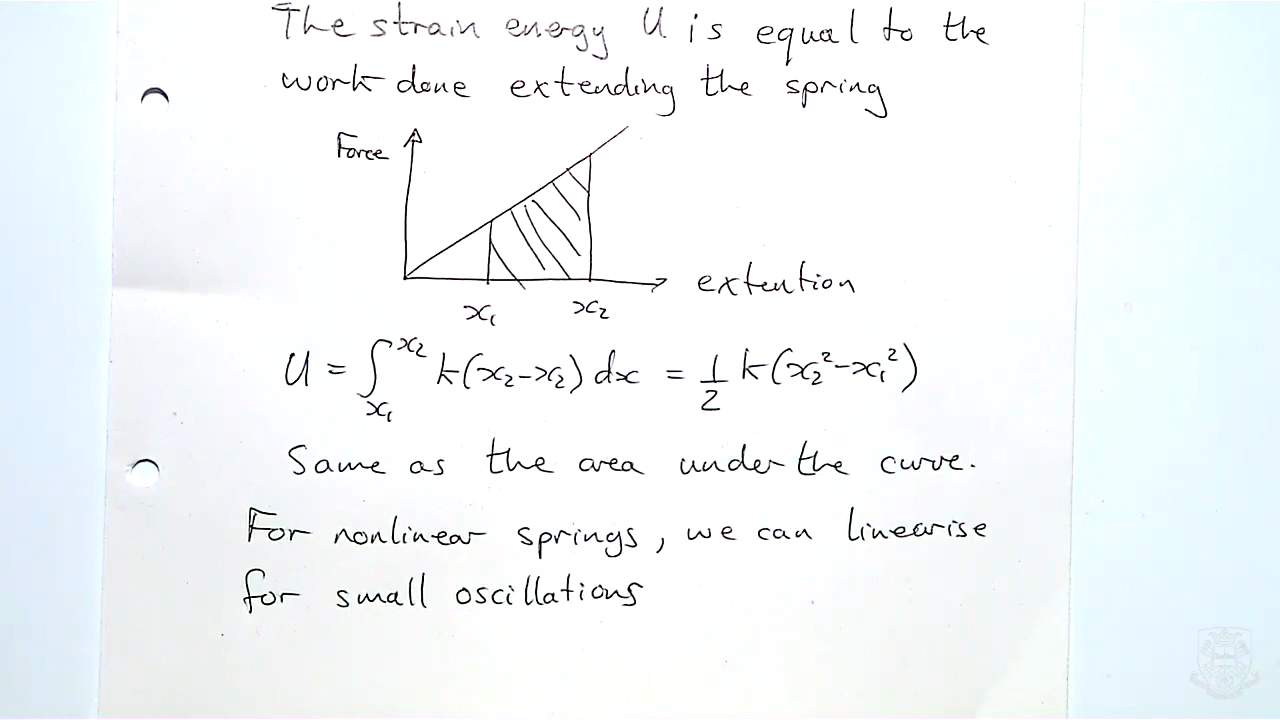 The strain energy U is equal to the
work done extending the spring
Force
extention
x₁ x₂
U = ∫ₓ₁ˣ² k(x₂-x₂) dx = 1/2 k(x₂²-x₁²)
Same as the area under the curve.
For nonlinear springs, we can linearise
for small oscillations